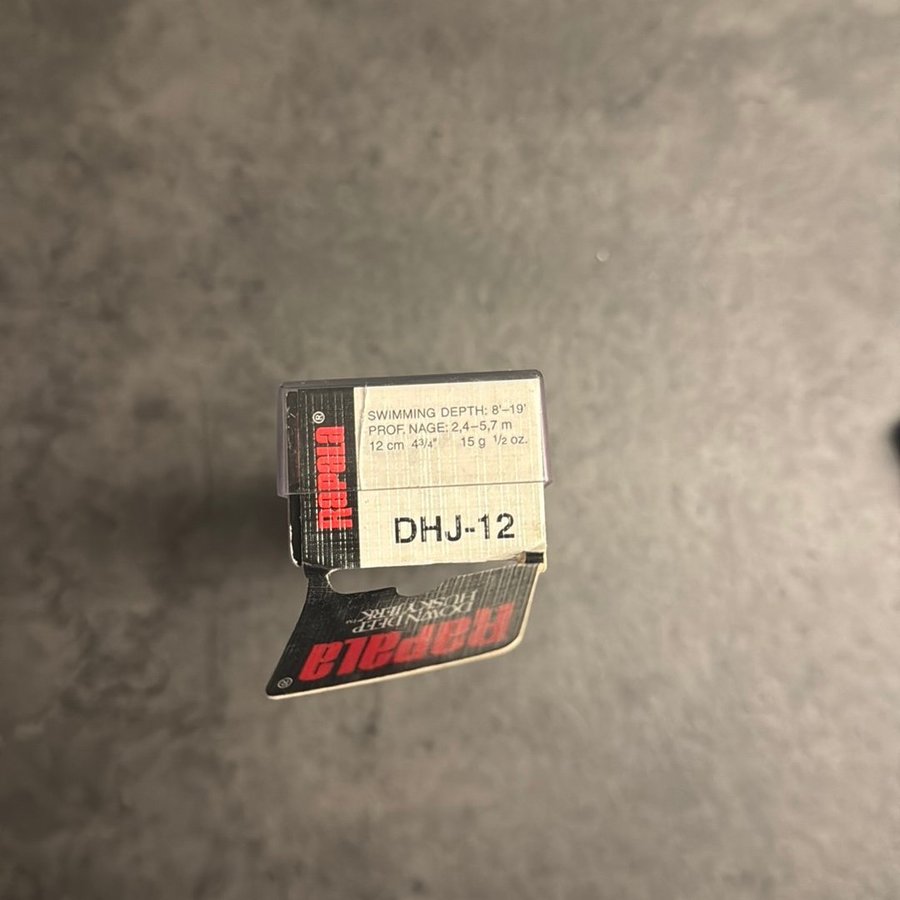 RAPALA®
SWIMMING DEPTH: 8'–19'
PROF. NAGE: 2,4–5,7 m
12 cm 4¾" 15 g ½ oz.
DHJ-12
RAPALA®
DOWN DEEP
HUSKY JERK™